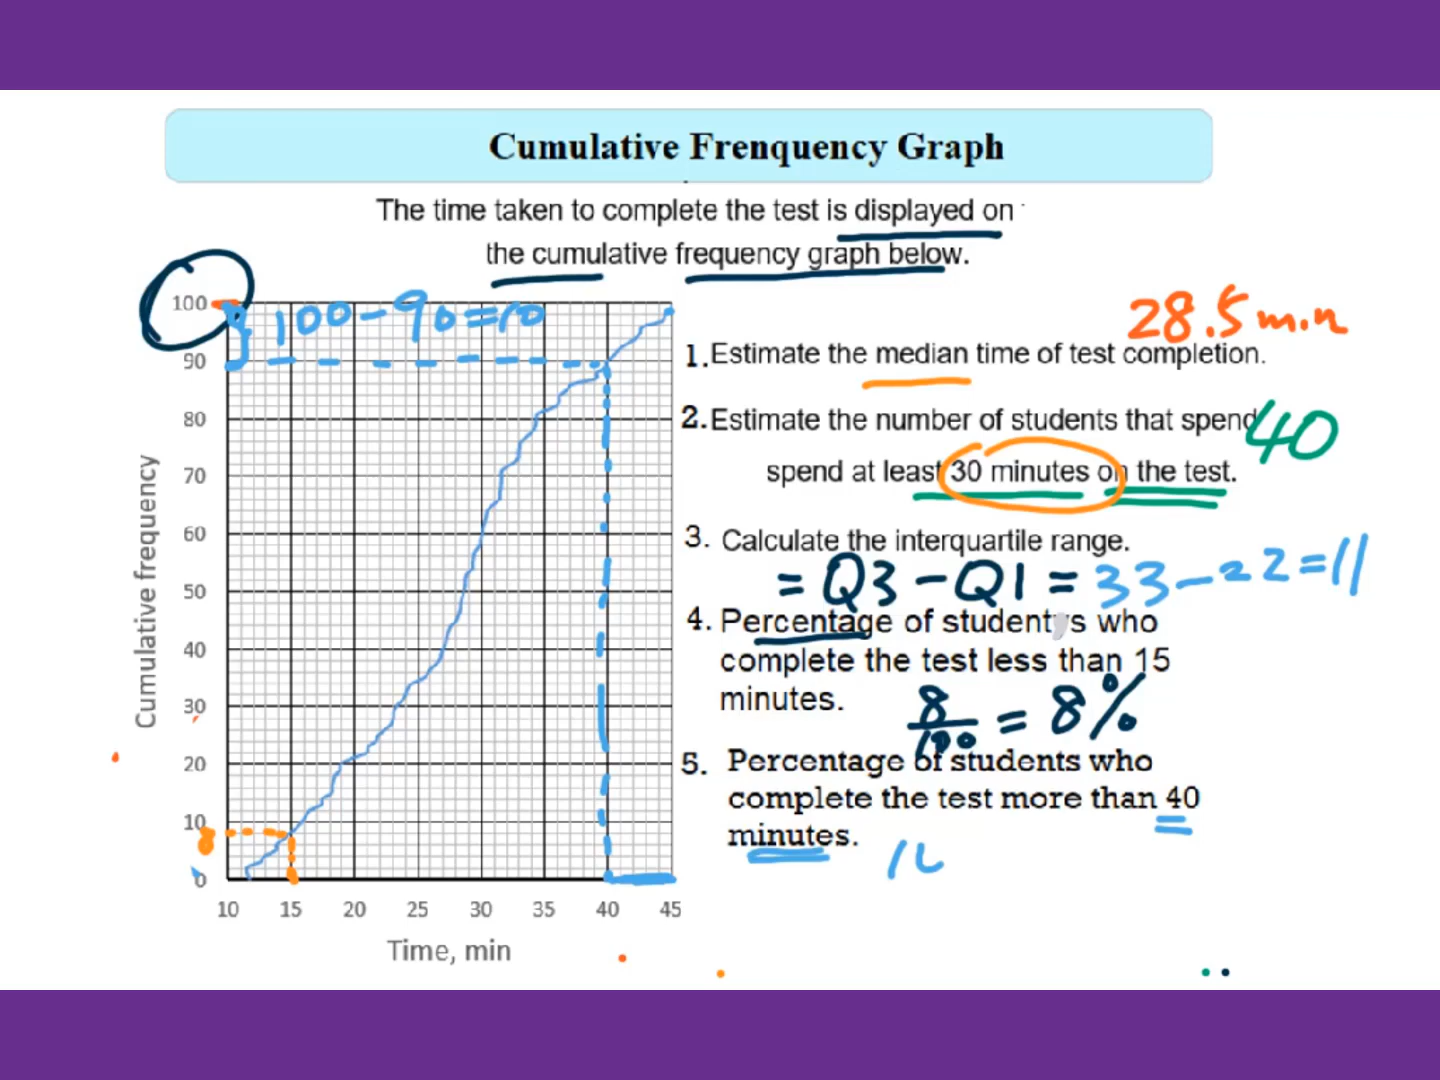 Cumulative Frenquency Graph
The time taken to complete the test is displayed on
the cumulative frequency graph below.
100
90
80
70
60
50
40
30
20
10
0
Cumulative frequency
10 15 20 25 30 35 40 45
Time, min
100-90=10
8
28.5 min
1. Estimate the median time of test completion.
2. Estimate the number of students that spend 40
spend at least 30 minutes on the test.
3. Calculate the interquartile range.
= Q3 - Q1 = 33-22=11
4. Percentage of students who
complete the test less than 15
minutes.
8/100 = 8%
5. Percentage of students who
complete the test more than 40
minutes.